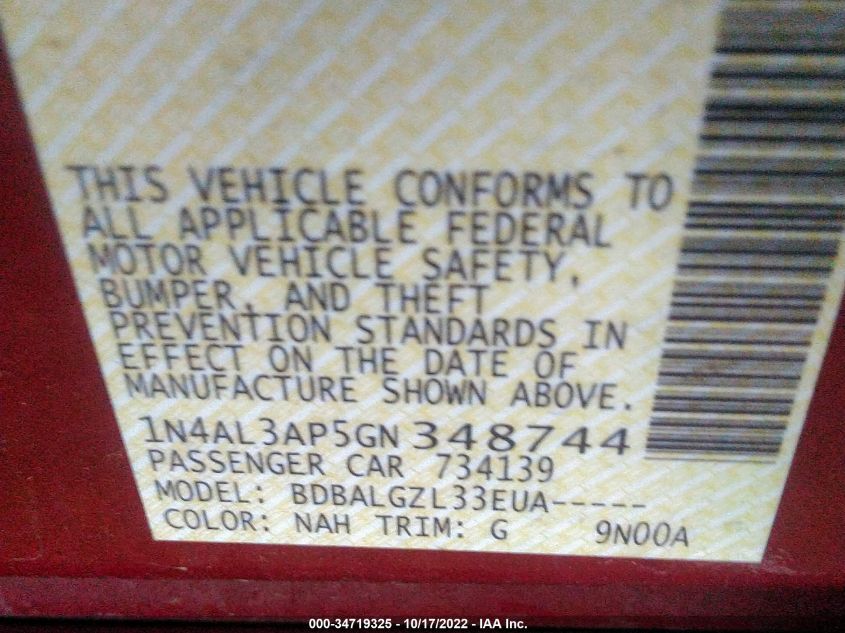 THIS VEHICLE CONFORMS TO
ALL APPLICABLE FEDERAL
MOTOR VEHICLE SAFETY,
BUMPER, AND THEFT
PREVENTION STANDARDS IN
EFFECT ON THE DATE OF
MANUFACTURE SHOWN ABOVE.
1N4AL3AP5GN348744
PASSENGER CAR 734139
MODEL: BDBALGZL33EUA-----
COLOR: NAH TRIM: G 9N00A
000-34719325 - 10/17/2022 - IAA Inc.